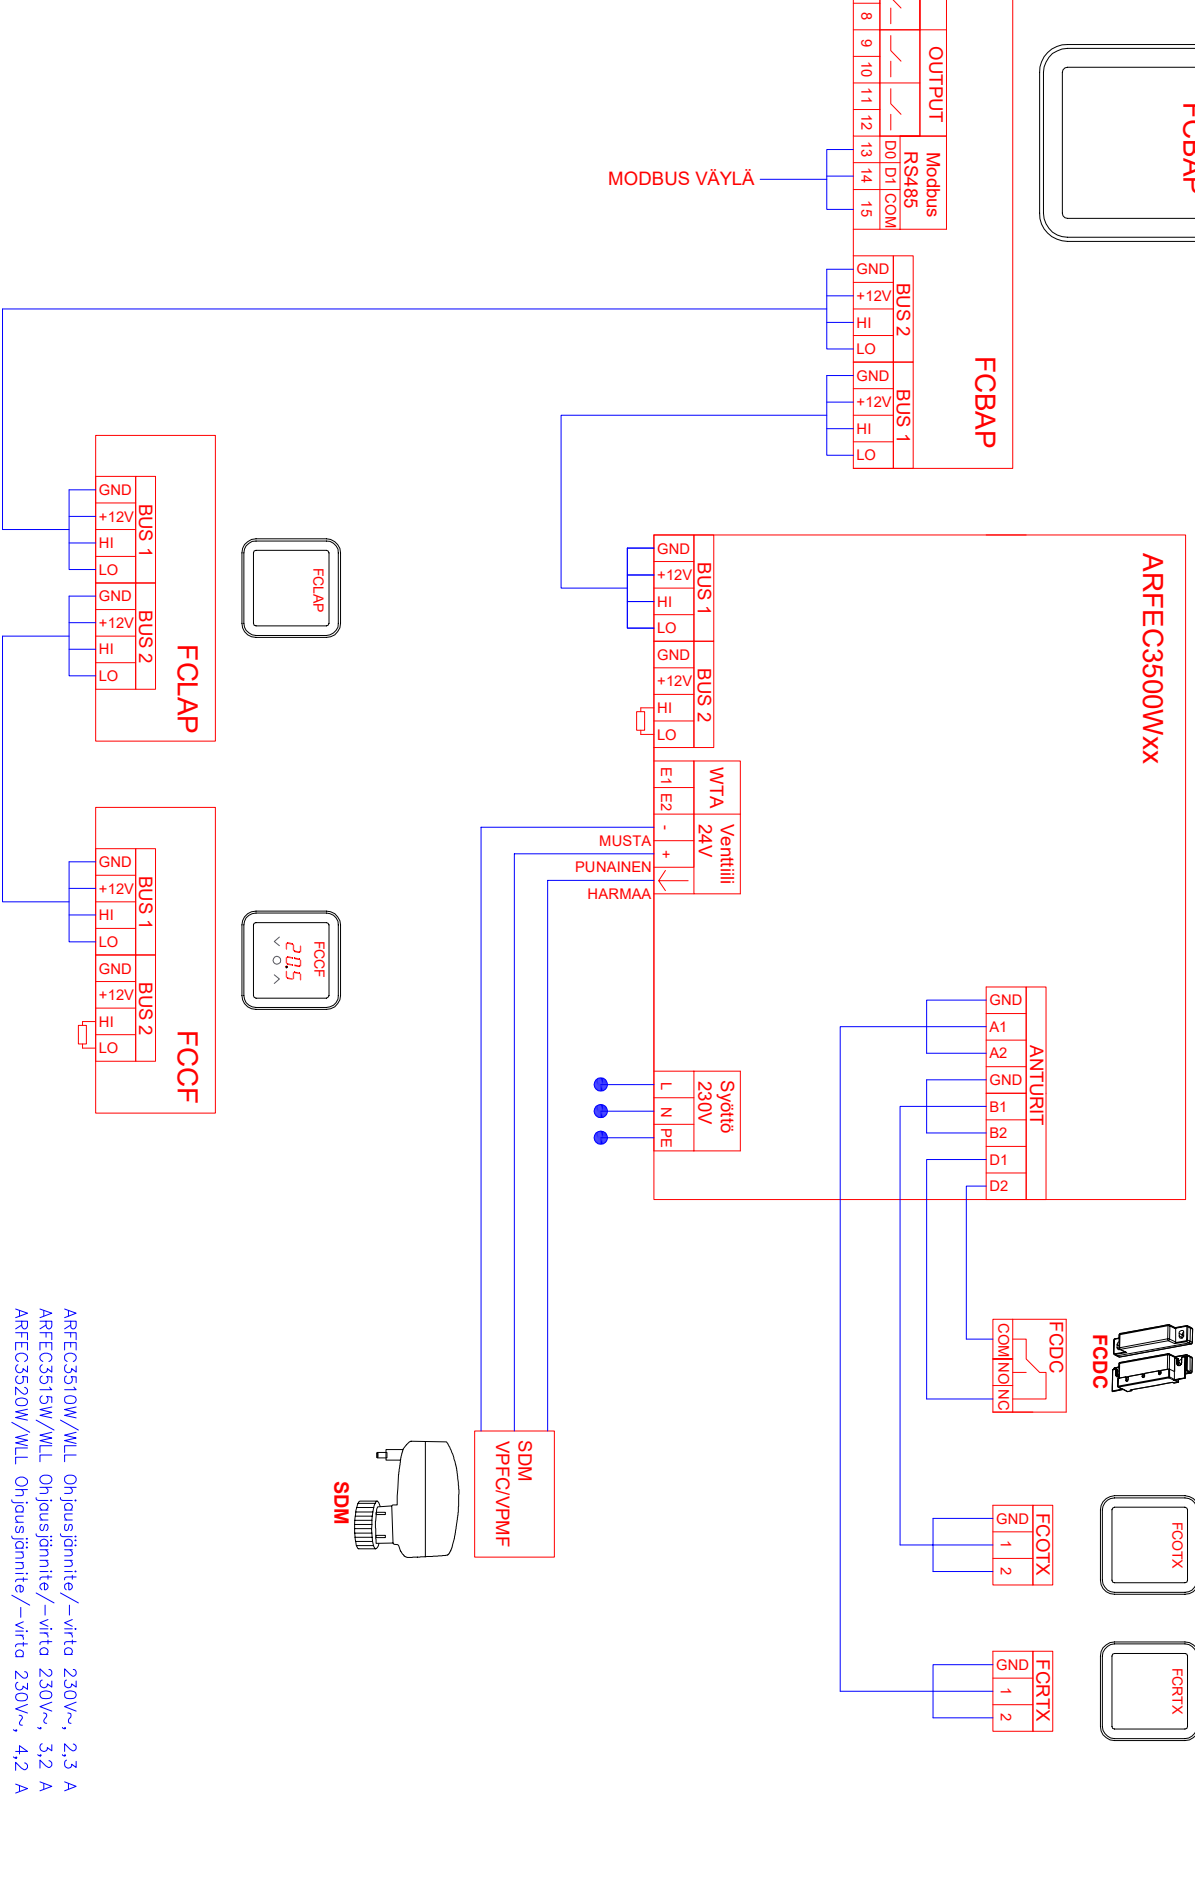 8
9
10
11
12
13
14
15
OUTPUT
D0
D1
COM
Modbus
RS485
MODBUS VÄYLÄ
FCBAP
GND
+12V
HI
LO
BUS 2
GND
+12V
HI
LO
BUS 1
FCBAP
GND
+12V
HI
LO
BUS 1
GND
+12V
HI
LO
BUS 2
FCLAP
FCLAP
GND
+12V
HI
LO
BUS 1
GND
+12V
HI
LO
BUS 2
FCCF
FCCF
20.5
ARFEC3500Wxx
GND
+12V
HI
LO
BUS 1
GND
+12V
HI
LO
BUS 2
E1
E2
-
+
WTA
Venttiili
24V
MUSTA
PUNAINEN
HARMAA
L
N
PE
Syöttö
230V
GND
A1
A2
GND
B1
B2
D1
D2
ANTURIT
FCDC
COM
NO
NC
FCDC
SDM
VPFC/VPMF
SDM
GND
1
2
FCOTX
FCOTX
GND
1
2
FCRTX
FCRTX
ARFEC3510W/WLL Ohjausjännite/-virta 230V~, 2,3 A
ARFEC3515W/WLL Ohjausjännite/-virta 230V~, 3,2 A
ARFEC3520W/WLL Ohjausjännite/-virta 230V~, 4,2 A